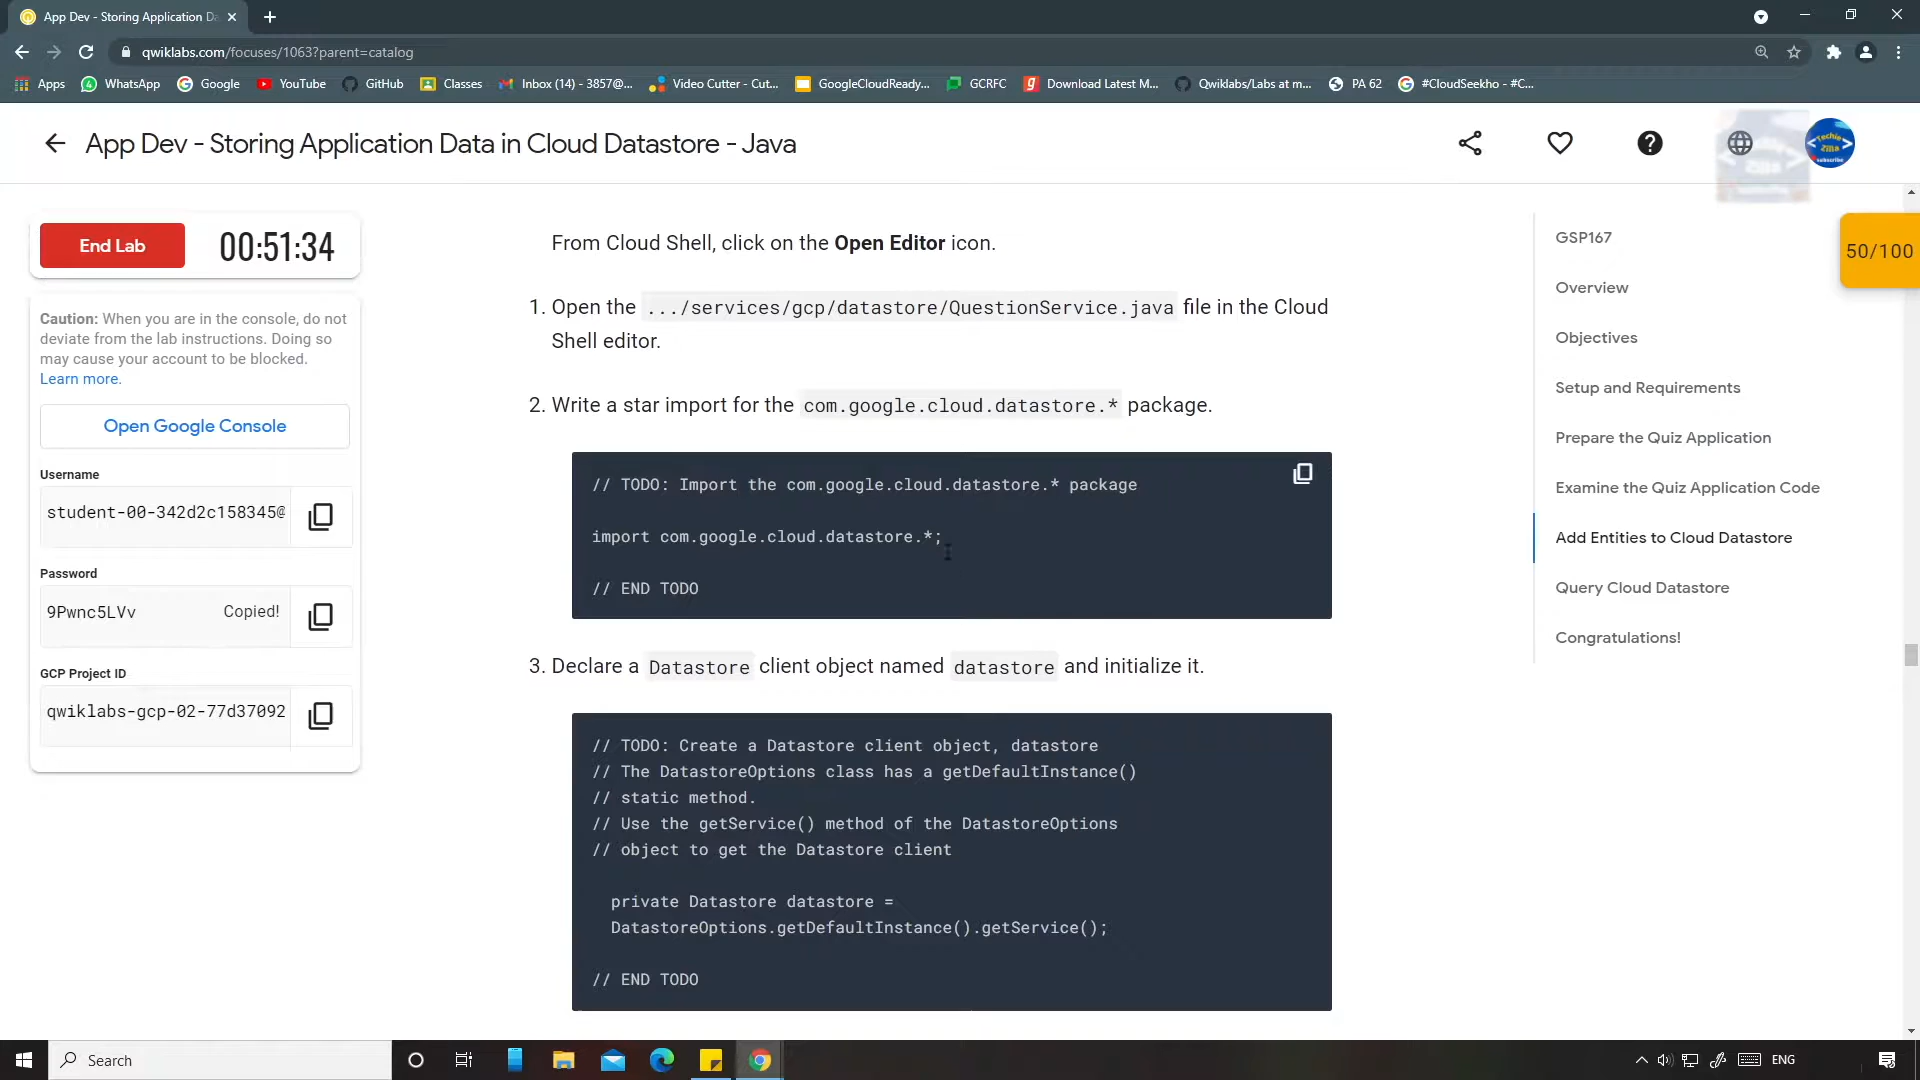 App Dev - Storing Application Da
qwiklabs.com/focuses/1063?parent=catalog
Apps WhatsApp Google YouTube GitHub Classes Inbox (14) - 3857@... Video Cutter - Cut... GoogleCloudReady... GCRFC Download Latest M... Qwiklabs/Labs at m... PA 62 #CloudSeekho - #C...
App Dev - Storing Application Data in Cloud Datastore - Java
<Techie Zilla>
subscribe
End Lab 00:51:34
Caution: When you are in the console, do not
deviate from the lab instructions. Doing so
may cause your account to be blocked.
Learn more.
Open Google Console
Username
student-00-342d2c158345@
Password
9Pwnc5LVv Copied!
GCP Project ID
qwiklabs-gcp-02-77d37092
From Cloud Shell, click on the Open Editor icon.
1. Open the .../services/gcp/datastore/QuestionService.java file in the Cloud
Shell editor.
2. Write a star import for the com.google.cloud.datastore.* package.
// TODO: Import the com.google.cloud.datastore.* package
import com.google.cloud.datastore.*;
// END TODO
3. Declare a Datastore client object named datastore and initialize it.
// TODO: Create a Datastore client object, datastore
// The DatastoreOptions class has a getDefaultInstance()
// static method.
// Use the getService() method of the DatastoreOptions
// object to get the Datastore client
private Datastore datastore =
DatastoreOptions.getDefaultInstance().getService();
// END TODO
GSP167
Overview
Objectives
Setup and Requirements
Prepare the Quiz Application
Examine the Quiz Application Code
Add Entities to Cloud Datastore
Query Cloud Datastore
Congratulations!
50/100
Search
ENG